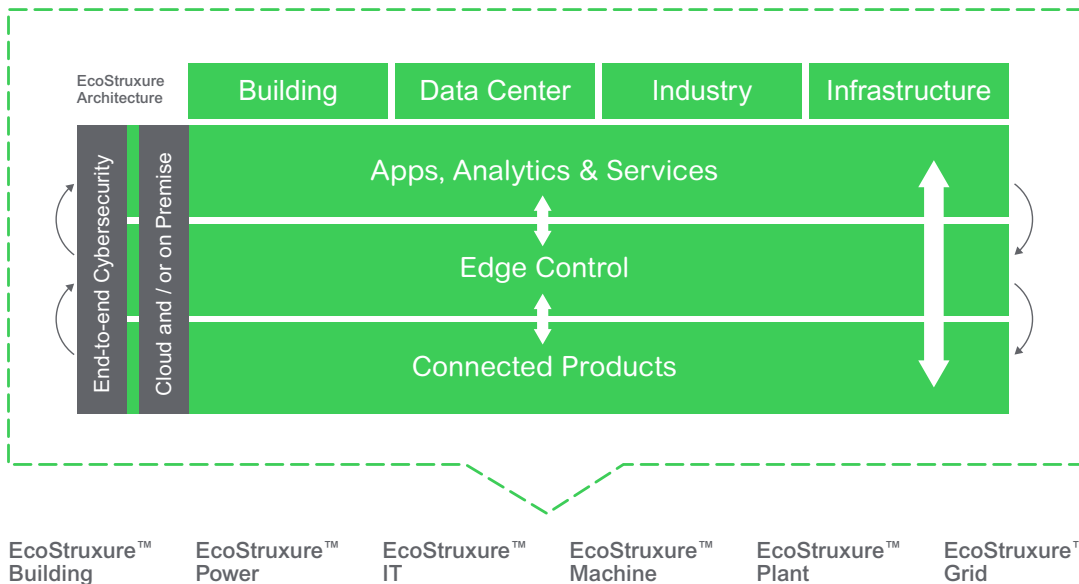 EcoStruxure
Architecture
Building
Data Center
Industry
Infrastructure
End-to-end Cybersecurity
Cloud and / or on Premise
Apps, Analytics & Services
Edge Control
Connected Products
EcoStruxure™
Building
EcoStruxure™
Power
EcoStruxure™
IT
EcoStruxure™
Machine
EcoStruxure™
Plant
EcoStruxure™
Grid